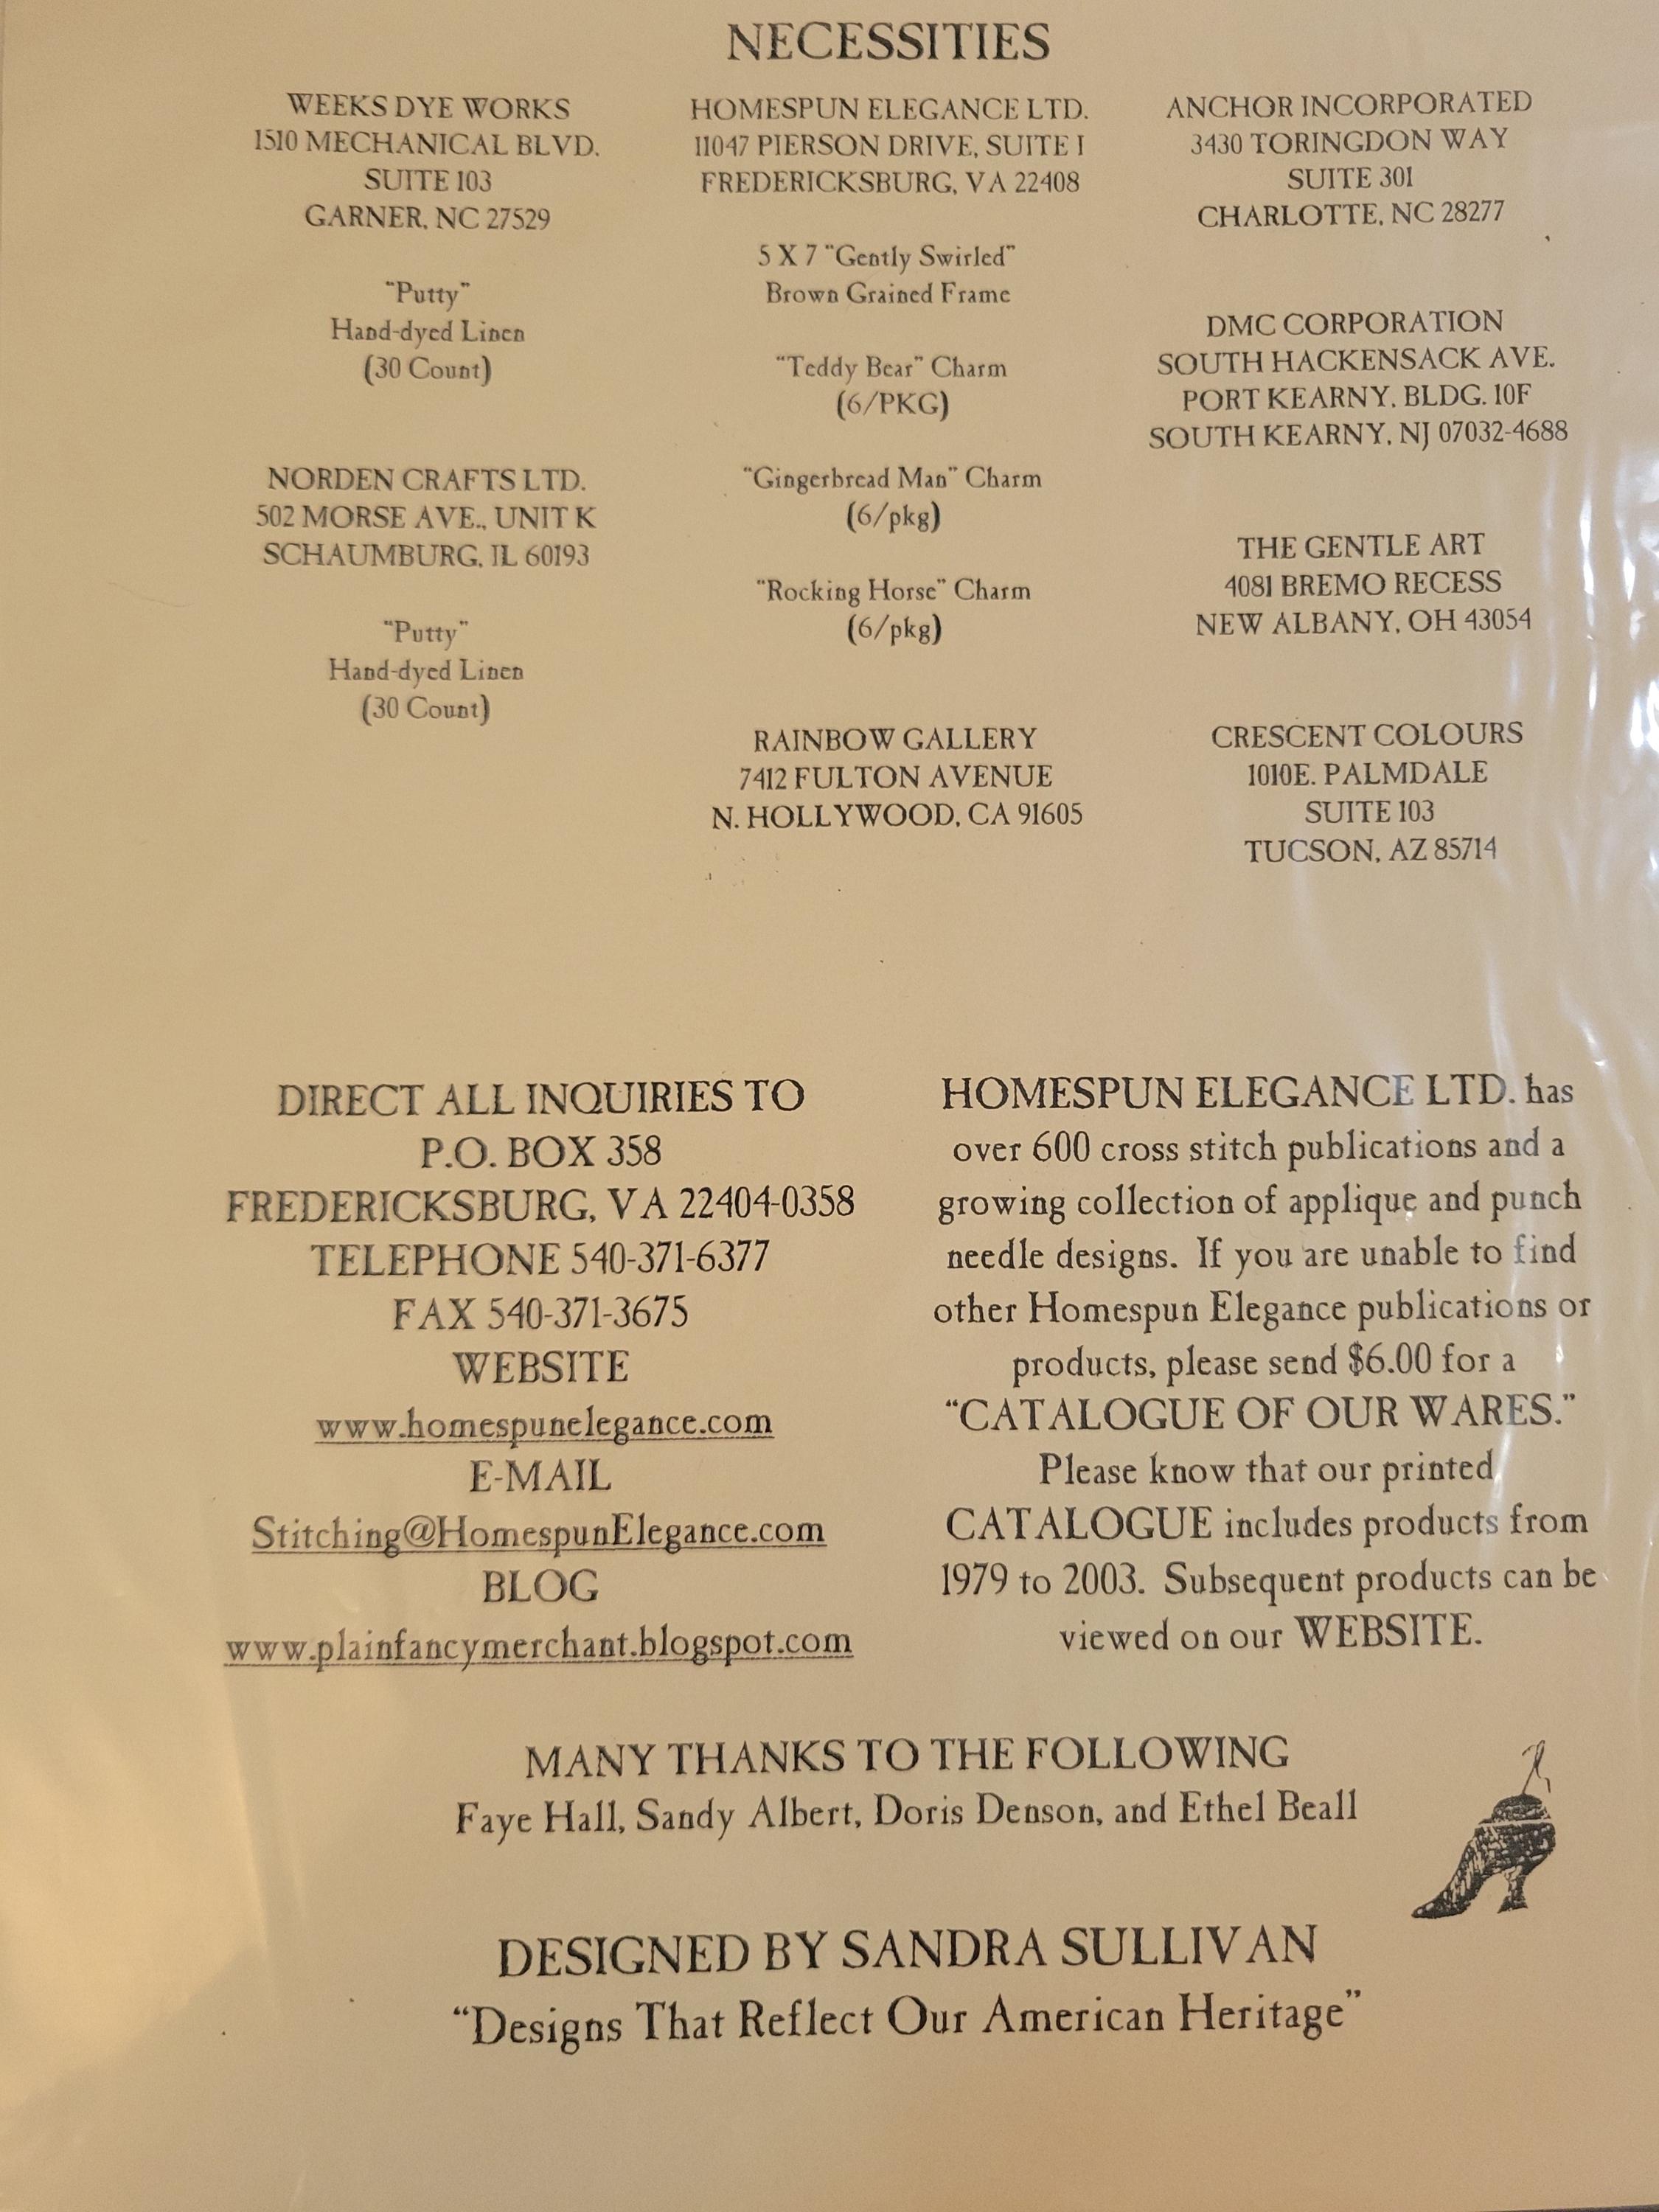 NECESSITIES
WEEKS DYE WORKS
1510 MECHANICAL BLVD.
SUITE 103
GARNER, NC 27529
"Putty"
Hand-dyed Linen
(30 Count)
NORDEN CRAFTS LTD.
502 MORSE AVE., UNIT K
SCHAUMBURG, IL 60193
"Putty"
Hand-dyed Linen
(30 Count)
HOMESPUN ELEGANCE LTD.
11047 PIERSON DRIVE, SUITE I
FREDERICKSBURG, VA 22408
5 X 7 "Gently Swirled"
Brown Grained Frame
"Teddy Bear" Charm
(6/PKG)
"Gingerbread Man" Charm
(6/pkg)
"Rocking Horse" Charm
(6/pkg)
RAINBOW GALLERY
7412 FULTON AVENUE
N. HOLLYWOOD, CA 91605
ANCHOR INCORPORATED
3430 TORINGDON WAY
SUITE 301
CHARLOTTE, NC 28277
DMC CORPORATION
SOUTH HACKENSACK AVE.
PORT KEARNY, BLDG. 10F
SOUTH KEARNY, NJ 07032-4688
THE GENTLE ART
4081 BREMO RECESS
NEW ALBANY, OH 43054
CRESCENT COLOURS
1010E. PALMDALE
SUITE 103
TUCSON, AZ 85714
DIRECT ALL INQUIRIES TO
P.O. BOX 358
FREDERICKSBURG, VA 22404-0358
TELEPHONE 540-371-6377
FAX 540-371-3675
WEBSITE
www.homespunelegance.com
E-MAIL
Stitching@HomespunElegance.com
BLOG
www.plainfancymerchant.blogspot.com
HOMESPUN ELEGANCE LTD. has
over 600 cross stitch publications and a
growing collection of applique and punch
needle designs. If you are unable to find
other Homespun Elegance publications or
products, please send $6.00 for a
"CATALOGUE OF OUR WARES."
Please know that our printed
CATALOGUE includes products from
1979 to 2003. Subsequent products can be
viewed on our WEBSITE.
MANY THANKS TO THE FOLLOWING
Faye Hall, Sandy Albert, Doris Denson, and Ethel Beall
DESIGNED BY SANDRA SULLIVAN
"Designs That Reflect Our American Heritage"